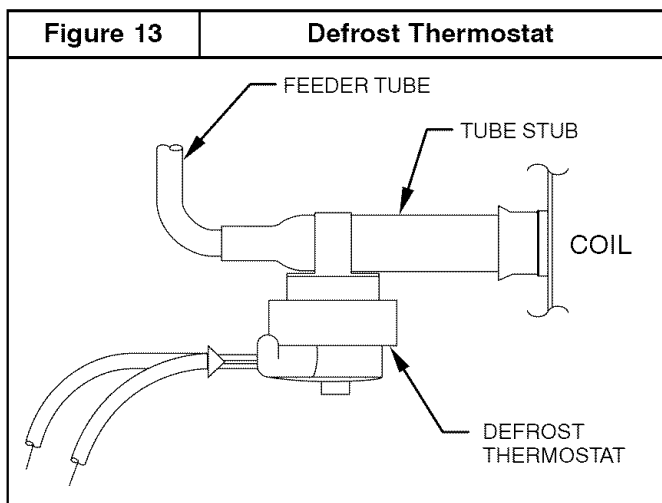 Figure 13
Defrost Thermostat
FEEDER TUBE
TUBE STUB
COIL
DEFROST
THERMOSTAT